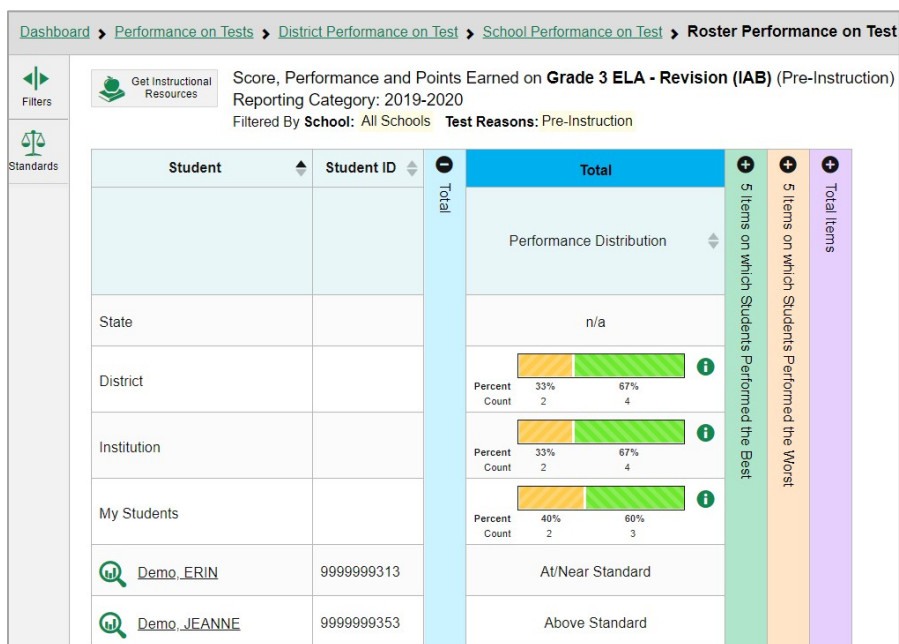 Dashboard > Performance on Tests > District Performance on Test > School Performance on Test > Roster Performance on Test
Filters
Standards
Get Instructional
Resources
Score, Performance and Points Earned on Grade 3 ELA - Revision (IAB) (Pre-Instruction)
Reporting Category: 2019-2020
Filtered By School: All Schools Test Reasons: Pre-Instruction
Student Student ID Total Total 5 Items on which Students Performed the Best 5 Items on which Students Performed the Worst Total Items
Performance Distribution
State n/a
District
Percent 33% 67%
Count 2 4
Institution
Percent 33% 67%
Count 2 4
My Students
Percent 40% 60%
Count 2 3
Demo, ERIN 9999999313 At/Near Standard
Demo, JEANNE 9999999353 Above Standard